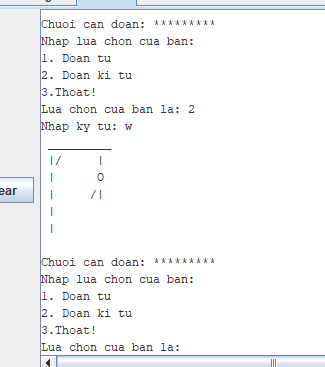 Chuoi can doan: *********
Nhap lua chon cua ban:
1. Doan tu
2. Doan ki tu
3.Thoat!
Lua chon cua ban la: 2
Nhap ky tu: w
 _________
 |/     |
 |      O
 |     /|
 |
 |
Chuoi can doan: *********
Nhap lua chon cua ban:
1. Doan tu
2. Doan ki tu
3.Thoat!
Lua chon cua ban la:
ear